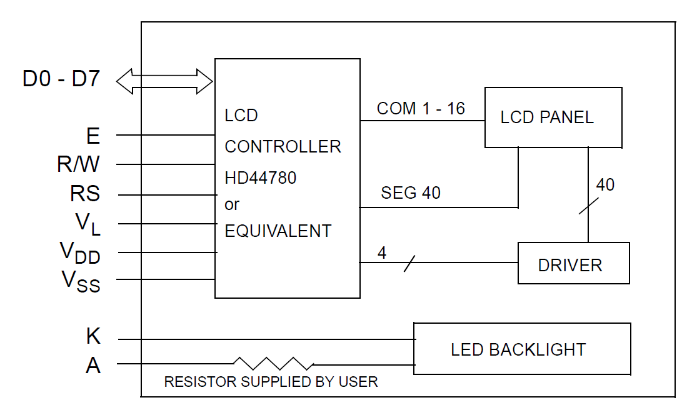 D0 - D7
E
R/W
RS
VL
VDD
VSS
K
A
LCD
CONTROLLER
HD44780
or
EQUIVALENT
COM 1 - 16
SEG 40
4
LCD PANEL
40
DRIVER
LED BACKLIGHT
RESISTOR SUPPLIED BY USER